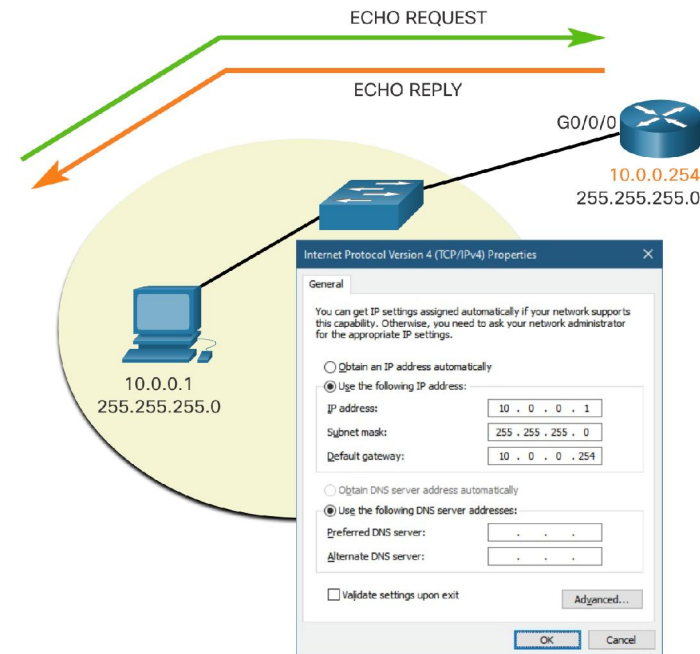 ECHO REQUEST
ECHO REPLY
G0/0/0
10.0.0.254
255.255.255.0
10.0.0.1
255.255.255.0
Internet Protocol Version 4 (TCP/IPv4) Properties
General
You can get IP settings assigned automatically if your network supports
this capability. Otherwise, you need to ask your network administrator
for the appropriate IP settings.
Obtain an IP address automatically
Use the following IP address:
IP address: 10 . 0 . 0 . 1
Subnet mask: 255 . 255 . 255 . 0
Default gateway: 10 . 0 . 0 . 254
Obtain DNS server address automatically
Use the following DNS server addresses:
Preferred DNS server: . . .
Alternate DNS server: . . .
Validate settings upon exit
Advanced...
OK Cancel